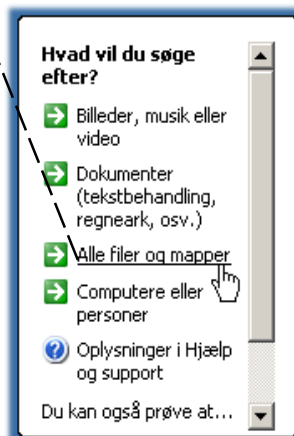 Hvad vil du søge
efter?
Billeder, musik eller
video
Dokumenter
(tekstbehandling,
regneark, osv.)
Alle filer og mapper
Computere eller
personer
Oplysninger i Hjælp
og support
Du kan også prøve at...